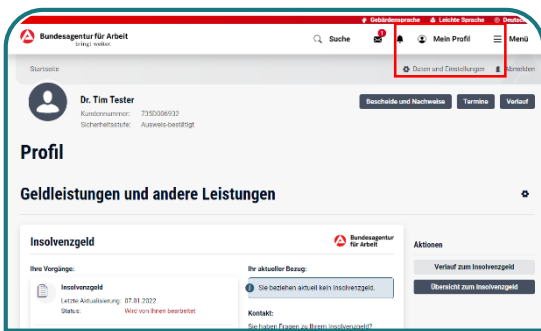 Gebärdensprache Leichte Sprache Deutsch
Bundesagentur für Arbeit
bringt weiter.
Suche Mein Profil Menü
Startseite Daten und Einstellungen Abmelden
Dr. Tim Tester
Kundennummer: 735D006932
Sicherheitsstufe: Ausweis-bestätigt
Bescheide und Nachweise Termine Verlauf
Profil
Geldleistungen und andere Leistungen
Insolvenzgeld
Bundesagentur
für Arbeit
Aktionen
Ihre Vorgänge:
Ihr aktueller Bezug:
Verlauf zum Insolvenzgeld
Insolvenzgeld
Sie beziehen aktuell kein Insolvenzgeld.
Übersicht zum Insolvenzgeld
Letzte Aktualisierung: 07.01.2022
Status: Wird von Ihnen bearbeitet
Kontakt:
Sie haben Fragen zu Ihrem Insolvenzgeld?